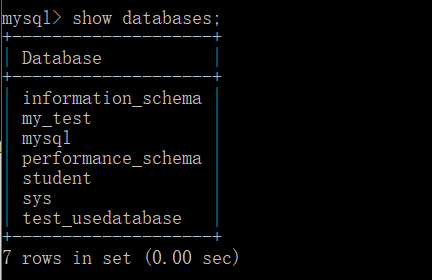 mysql> show databases;
+--------------------+
| Database           |
+--------------------+
| information_schema |
| my_test            |
| mysql              |
| performance_schema |
| student            |
| sys                |
| test_usedatabase   |
+--------------------+
7 rows in set (0.00 sec)